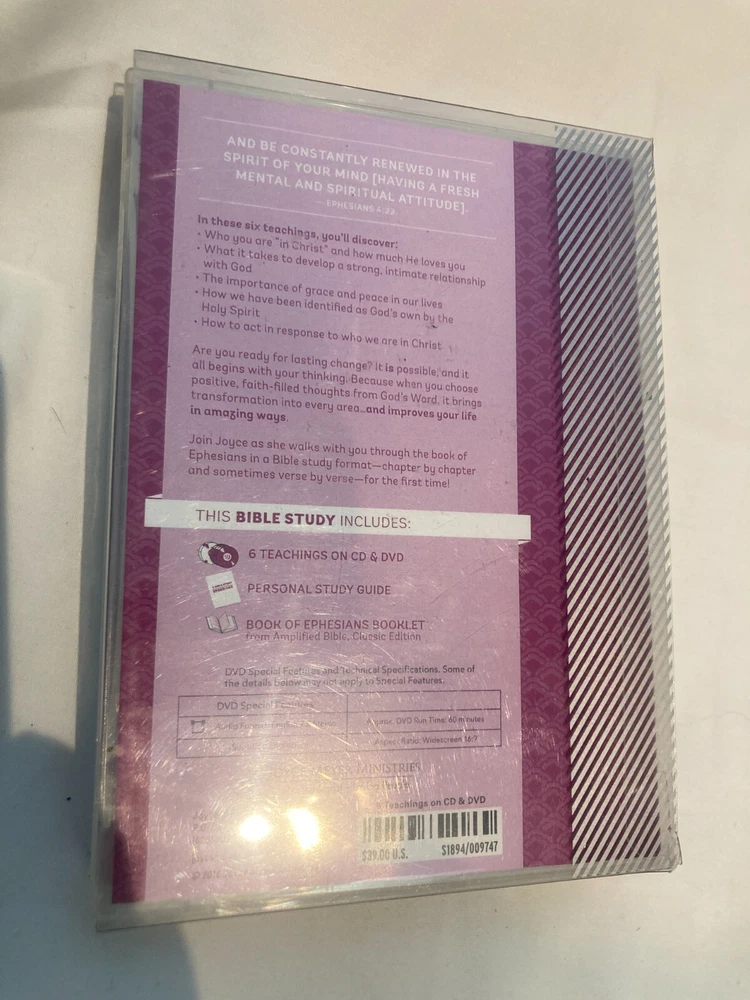 AND BE CONSTANTLY RENEWED IN THE
SPIRIT OF YOUR MIND [HAVING A FRESH
MENTAL AND SPIRITUAL ATTITUDE].
— EPHESIANS 4:23
In these six teachings, you'll discover:
• Who you are "in Christ" and how much He loves you
• What it takes to develop a strong, intimate relationship
with God
• The importance of grace and peace in our lives
• How we have been identified as God's own by the
Holy Spirit
• How to act in response to who we are in Christ
Are you ready for lasting change? It is possible, and it
all begins with your thinking. Because when you choose
positive, faith-filled thoughts from God's Word, it brings
transformation into every area...and improves your life
in amazing ways.
Join Joyce as she walks with you through the book of
Ephesians in a Bible study format—chapter by chapter
and sometimes verse by verse—for the first time!
THIS BIBLE STUDY INCLUDES:
6 TEACHINGS ON CD & DVD
PERSONAL STUDY GUIDE
BOOK OF EPHESIANS BOOKLET
from Amplified Bible, Classic Edition
DVD Special Features and Technical Specifications. Some of
the details below may not apply to Special Features.
DVD Special Features
Approx. DVD Run Time: 60 minutes
Aspect Ratio: Widescreen 16:9
MINISTRIES
Teachings on CD & DVD
$39.00 U.S. S1894/009747